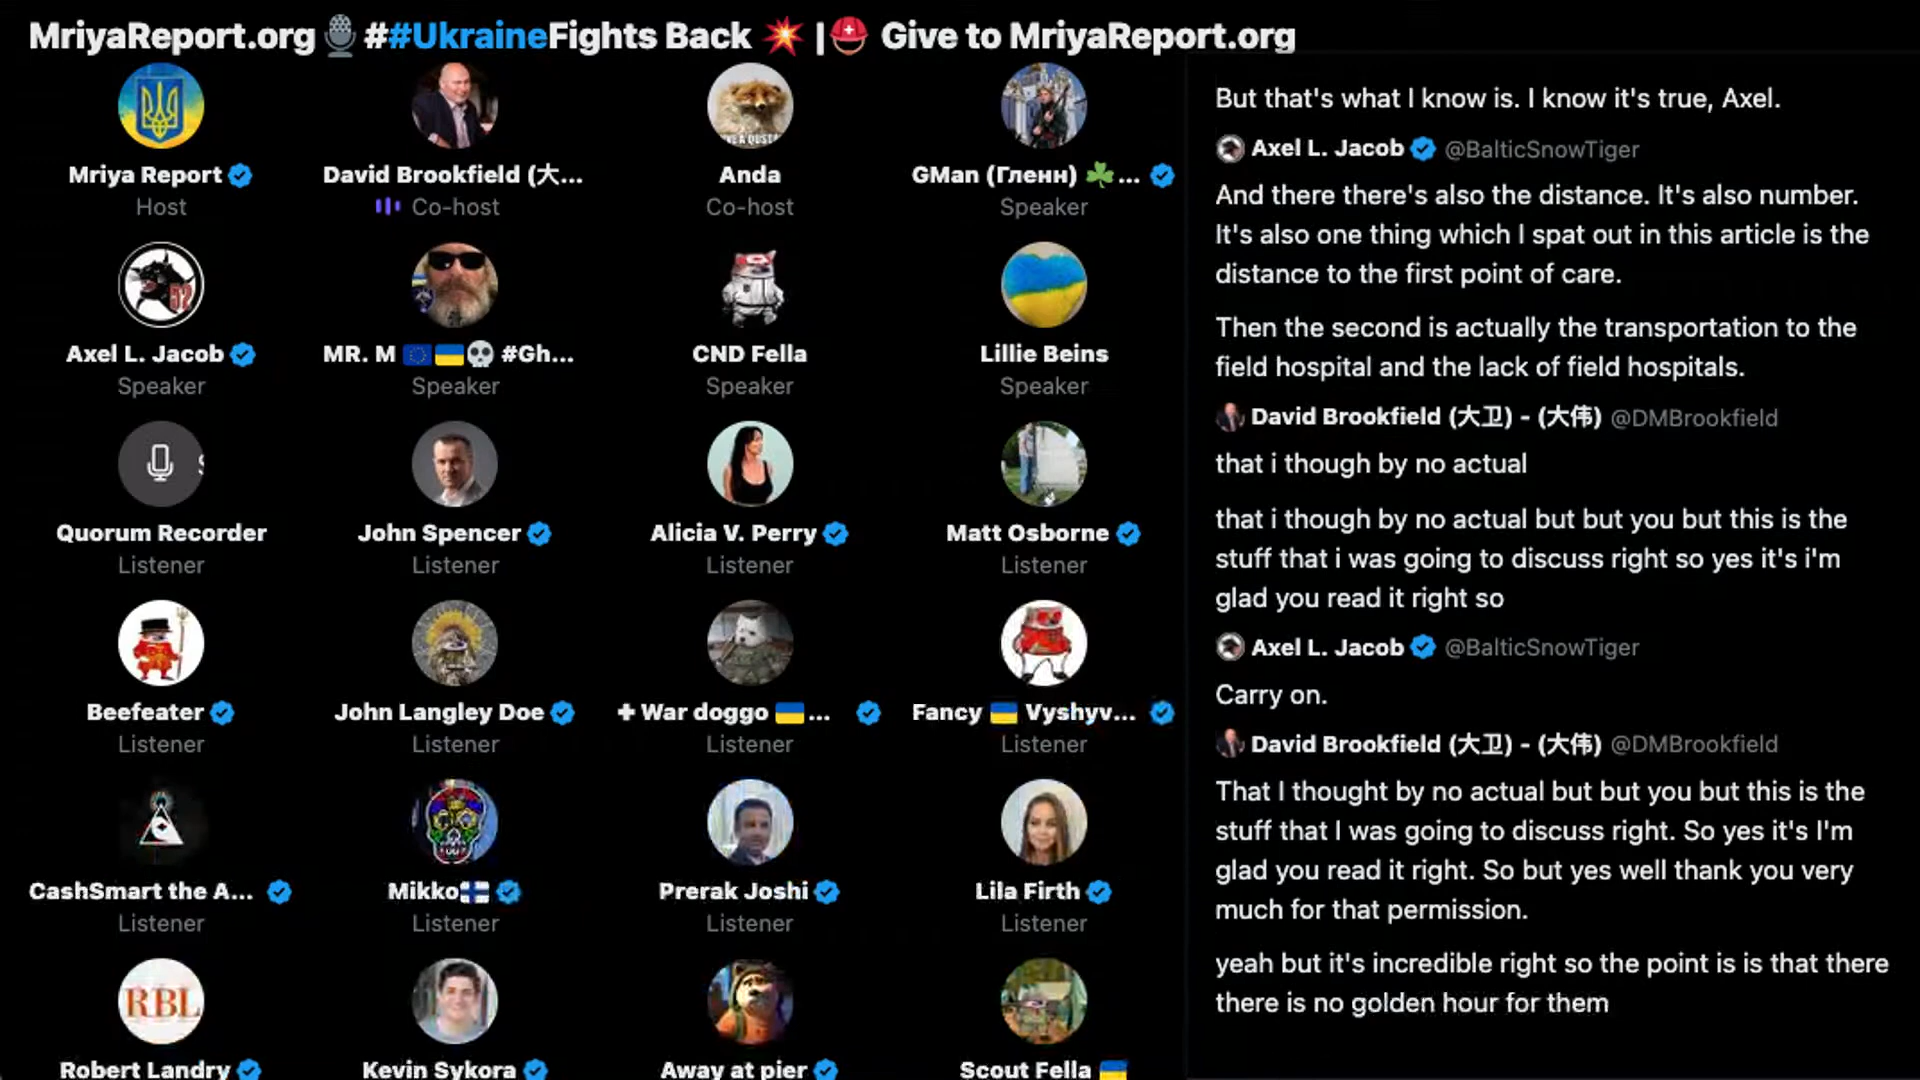 MriyaReport.org🎙️##UkraineFights Back 💥 |⛑️ Give to MriyaReport.org
Mriya Report
Host
David Brookfield (大...
Co-host
Anda
Co-host
GMan (Гленн) ☘️...
Speaker
Axel L. Jacob
Speaker
MR. M 🇪🇺🇺🇦💀 #Gh...
Speaker
CND Fella
Speaker
Lillie Beins
Speaker
Quorum Recorder
Listener
John Spencer
Listener
Alicia V. Perry
Listener
Matt Osborne
Listener
Beefeater
Listener
John Langley Doe
Listener
✚ War doggo 🇺🇦...
Listener
Fancy 🇺🇦 Vyshyv...
Listener
CashSmart the A...
Listener
Mikko🇫🇮
Listener
Prerak Joshi
Listener
Lila Firth
Listener
RBL
Robert Landry
Kevin Sykora
Away at pier
Scout Fella 🇺🇦
But that's what I know is. I know it's true, Axel.
Axel L. Jacob @BalticSnowTiger
And there there's also the distance. It's also number.
It's also one thing which I spat out in this article is the
distance to the first point of care.
Then the second is actually the transportation to the
field hospital and the lack of field hospitals.
David Brookfield (大卫) - (大伟) @DMBrookfield
that i though by no actual
that i though by no actual but but you but this is the
stuff that i was going to discuss right so yes it's i'm
glad you read it right so
Axel L. Jacob @BalticSnowTiger
Carry on.
David Brookfield (大卫) - (大伟) @DMBrookfield
That I thought by no actual but but you but this is the
stuff that I was going to discuss right. So yes it's I'm
glad you read it right. So but yes well thank you very
much for that permission.
yeah but it's incredible right so the point is is that there
there is no golden hour for them